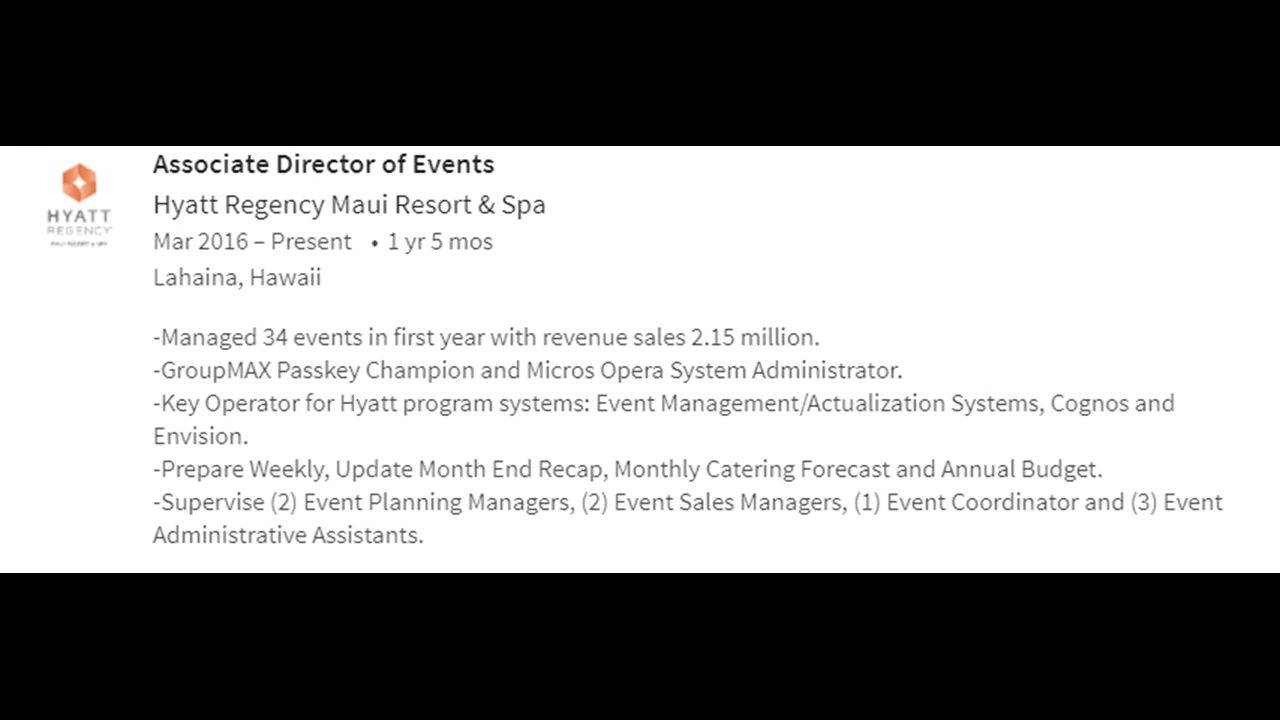 Associate Director of Events
HYATT
REGENCY
MAUI RESORT & SPA
Hyatt Regency Maui Resort & Spa
Mar 2016 – Present • 1 yr 5 mos
Lahaina, Hawaii
-Managed 34 events in first year with revenue sales 2.15 million.
-GroupMAX Passkey Champion and Micros Opera System Administrator.
-Key Operator for Hyatt program systems: Event Management/Actualization Systems, Cognos and
Envision.
-Prepare Weekly, Update Month End Recap, Monthly Catering Forecast and Annual Budget.
-Supervise (2) Event Planning Managers, (2) Event Sales Managers, (1) Event Coordinator and (3) Event
Administrative Assistants.